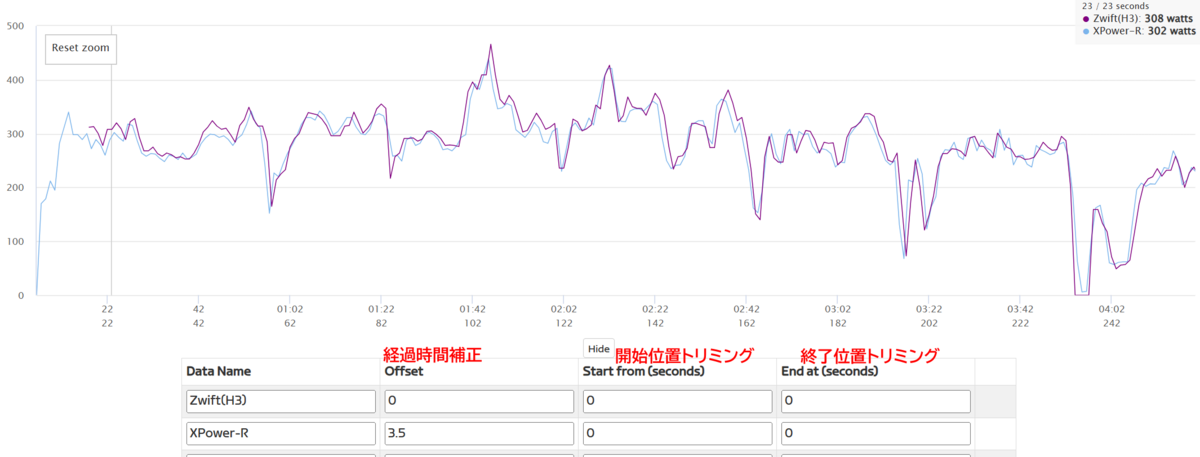 23 / 23 seconds
Zwift(H3): 308 watts
XPower-R: 302 watts
500
Reset zoom
400
300
200
100
0
22 42 01:02 01:22 01:42 02:02 02:22 02:42 03:02 03:22 03:42 04:02
22 42 62 82 102 122 142 162 182 202 222 242
Hide
経過時間補正 開始位置トリミング 終了位置トリミング
Data Name Offset Start from (seconds) End at (seconds)
Zwift(H3) 0 0 0
XPower-R 3.5 0 0